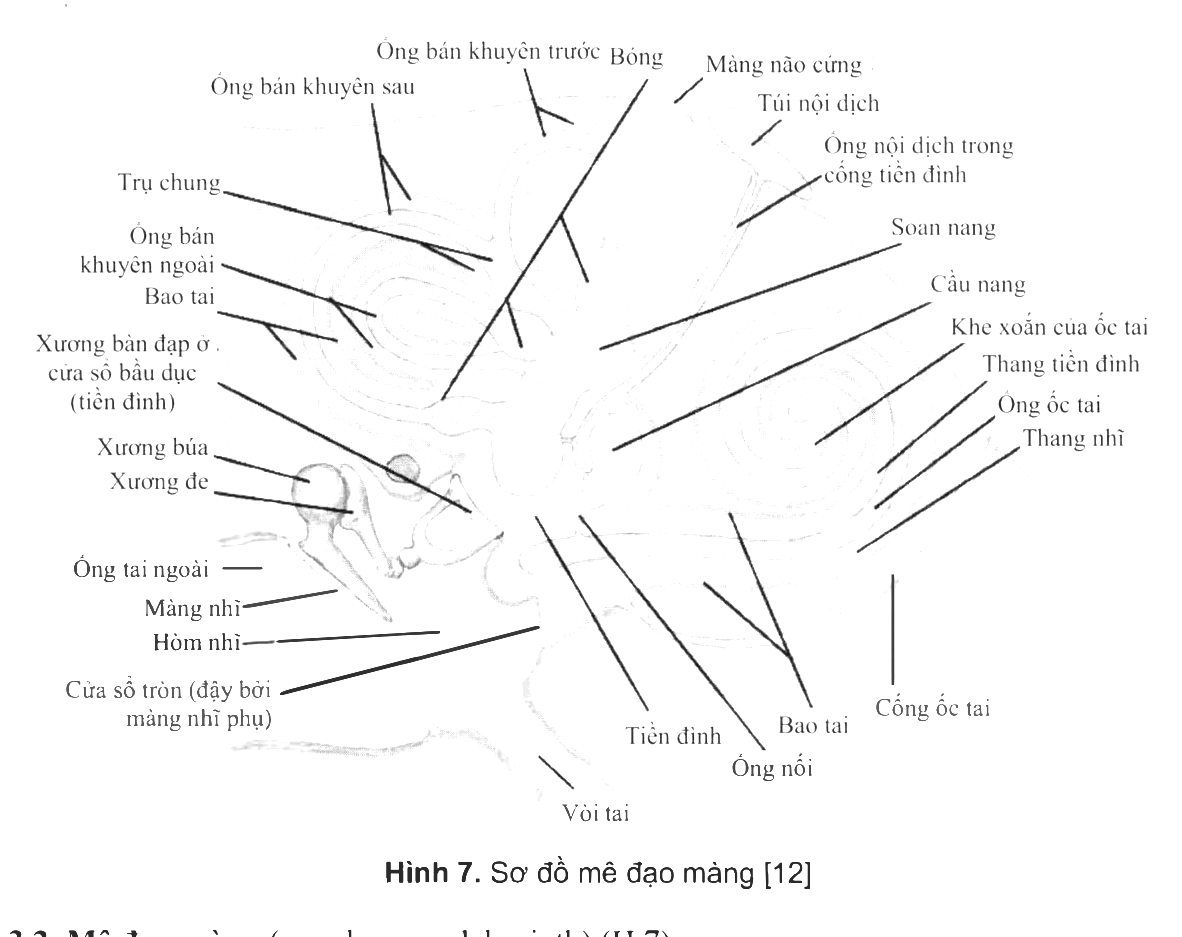 Ống bán khuyên trước
Bóng
Màng não cứng
Ống bán khuyên sau
Túi nội dịch
Ống nội dịch trong
cống tiền đình
Trụ chung
Soan nang
Ống bán
khuyên ngoài
Cầu nang
Bao tai
Khe xoắn của ốc tai
Xương bàn đạp ở
cửa sổ bầu dục
(tiền đình)
Thang tiền đình
Ống ốc tai
Thang nhĩ
Xương búa
Xương đe
Ống tai ngoài
Màng nhĩ
Hòm nhĩ
Cửa sổ tròn (đậy bởi
màng nhĩ phụ)
Tiền đình
Bao tai
Cống ốc tai
Ống nối
Vòi tai
Hình 7. Sơ đồ mê đạo màng [12]